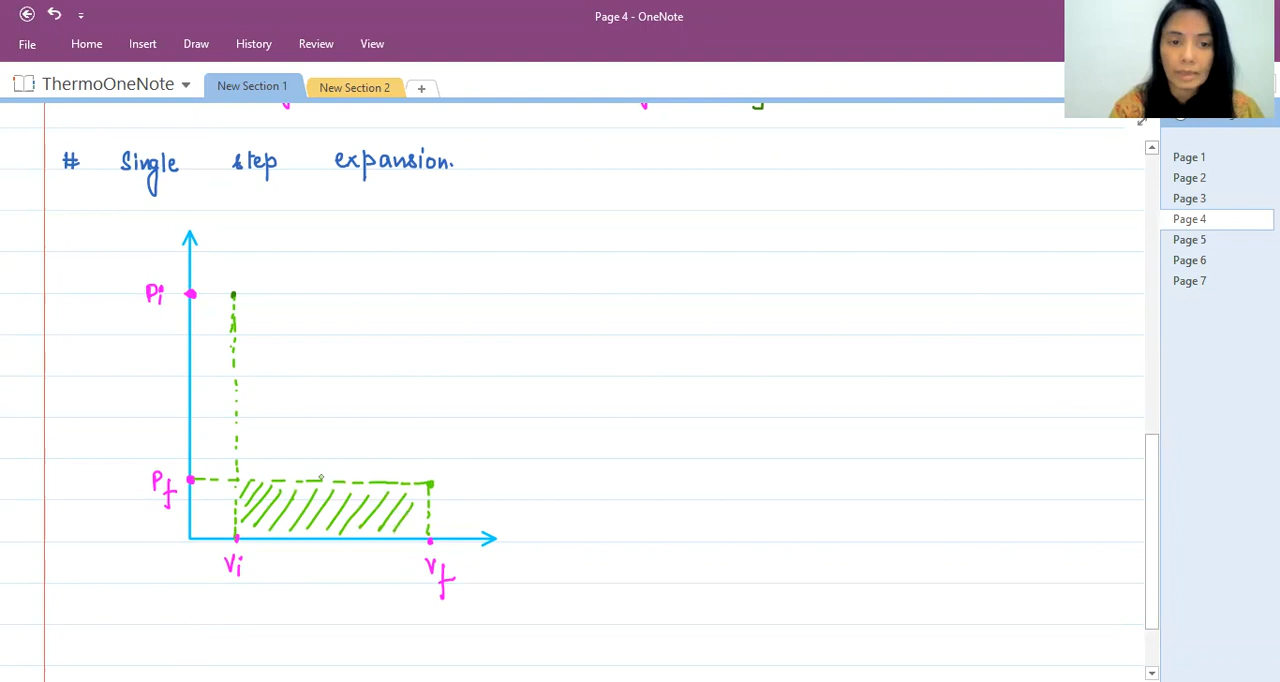 Page 4 - OneNote
File Home Insert Draw History Review View
ThermoOneNote New Section 1 New Section 2 +
# Single step expansion.
Pi
Pf
Vi
Vf
Page 1
Page 2
Page 3
Page 4
Page 5
Page 6
Page 7